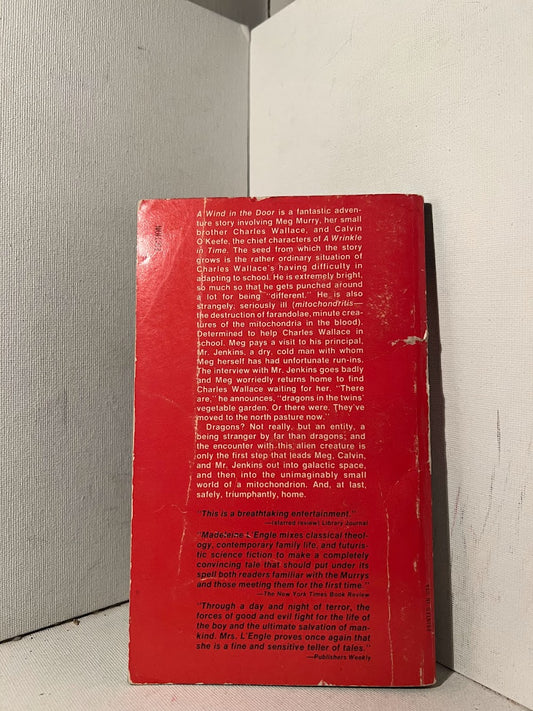 A Wind in the Door is a fantastic adven-
ture story involving Meg Murry, her small
brother Charles Wallace, and Calvin
O'Keefe, the chief characters of A Wrinkle
in Time. The seed from which the story
grows is the rather ordinary situation of
Charles Wallace's having difficulty in
adapting to school. He is extremely bright,
so much so that he gets punched around
a lot for being "different." He is also
strangely, seriously ill (mitochondritis—
the destruction of farandolae, minute crea-
tures of the mitochondria in the blood).
Determined to help Charles Wallace in
school, Meg pays a visit to his principal,
Mr. Jenkins, a dry, cold man with whom
Meg herself has had unfortunate run-ins.
The interview with Mr. Jenkins goes badly
and Meg worriedly returns home to find
Charles Wallace waiting for her. "There
are," he announces, "dragons in the twins'
vegetable garden. Or there were. They've
moved to the north pasture now."
Dragons? Not really, but an entity, a
being stranger by far than dragons; and
the encounter with this alien creature is
only the first step that leads Meg, Calvin,
and Mr. Jenkins out into galactic space,
and then into the unimaginably small
world of a mitochondrion. And, at last,
safely, triumphantly, home.
"This is a breathtaking entertainment."
—(starred review) Library Journal
"Madeleine L'Engle mixes classical theol-
ogy, contemporary family life, and futuris-
tic science fiction to make a completely
convincing tale that should put under its
spell both readers familiar with the Murrys
and those meeting them for the first time."
—The New York Times Book Review
"Through a day and night of terror, the
forces of good and evil fight for the life of
the boy and the ultimate salvation of man-
kind. Mrs. L'Engle proves once again that
she is a fine and sensitive teller of tales."
—Publishers Weekly